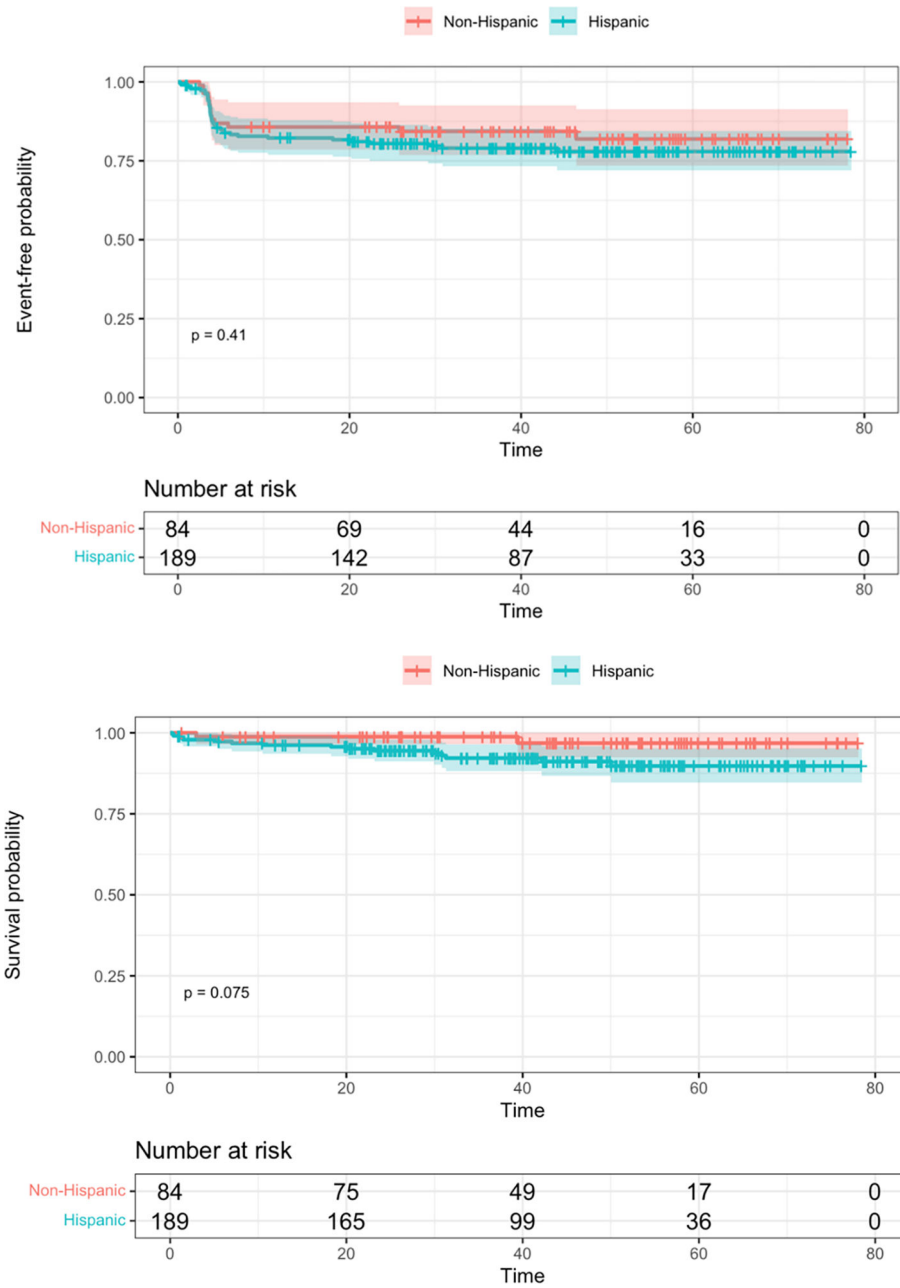 Non-Hispanic Hispanic
1.00
0.75
0.50
0.25
0.00
Event-free probability
p = 0.41
0 20 40 60 80
Time
Number at risk
Non-Hispanic 84 69 44 16 0
Hispanic 189 142 87 33 0
0 20 40 60 80
Time
Non-Hispanic Hispanic
1.00
0.75
0.50
0.25
0.00
Survival probability
p = 0.075
0 20 40 60 80
Time
Number at risk
Non-Hispanic 84 75 49 17 0
Hispanic 189 165 99 36 0
0 20 40 60 80
Time